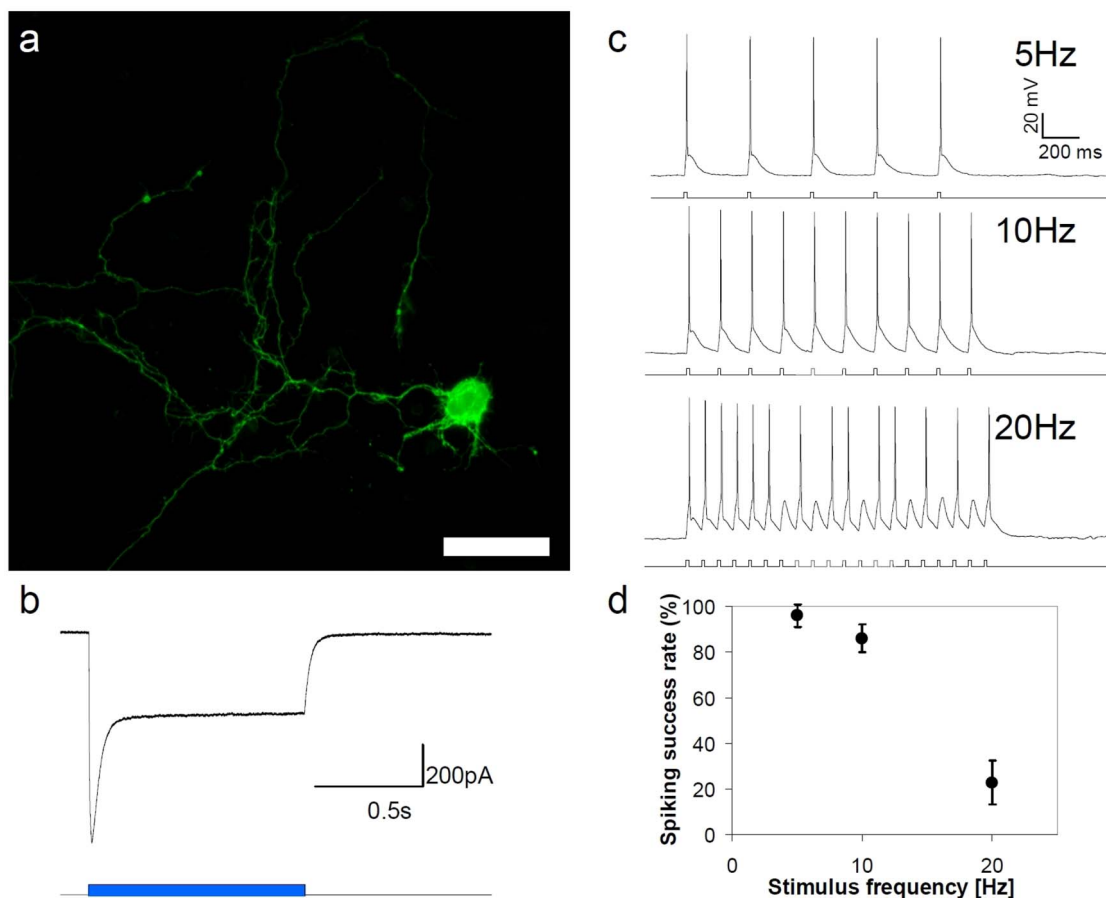 a
b
200pA
0.5s
c
5Hz
20 mV
200 ms
10Hz
20Hz
d
Spiking success rate (%)
100
80
60
40
20
0
0 10 20
Stimulus frequency [Hz]